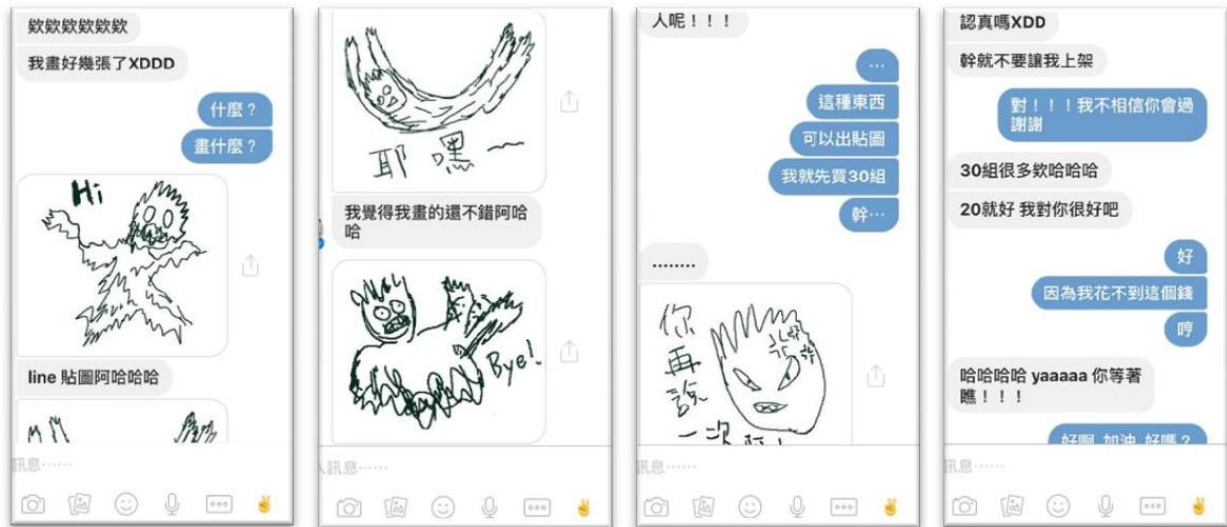 欸欸欸欸欸欸
我畫好幾張了XDDD
什麼？
畫什麼？
Hi
line 貼圖阿哈哈哈
訊息……
耶嘿~
我覺得我畫的還不錯阿哈
哈
Bye!
訊息……
人呢！！！
…
這種東西
可以出貼圖
我就先買30組
幹…
........
你
再
說
一次
訊息……
認真嗎XDD
幹就不要讓我上架
對！！！我不相信你會過
謝謝
30組很多欸哈哈哈
20就好 我對你很好吧
好
因為我花不到這個錢
哼
哈哈哈哈 yaaaaa 你等著
瞧！！！
好啊 加油 好嗎？
訊息……